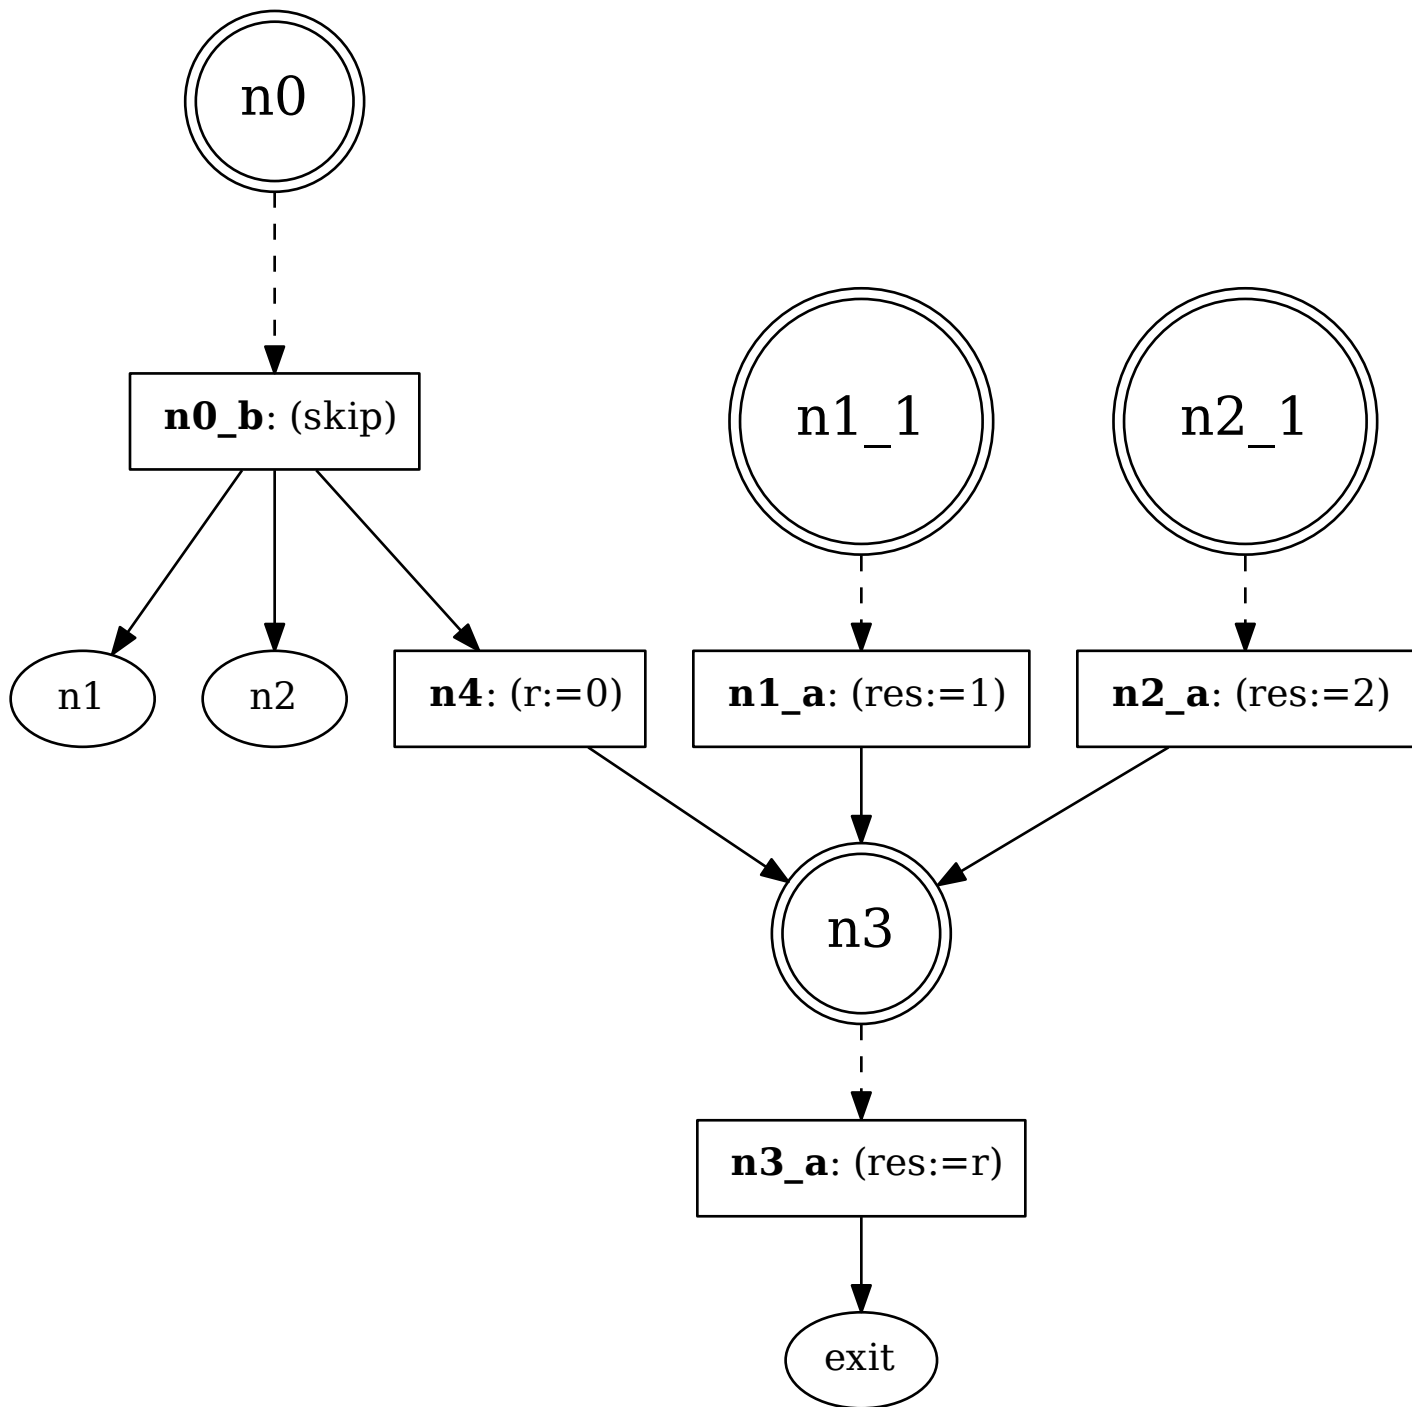 n0
n0_b: (skip)
n1_1
n2_1
n1
n2
n4: (r:=0)
n1_a: (res:=1)
n2_a: (res:=2)
n3
n3_a: (res:=r)
exit